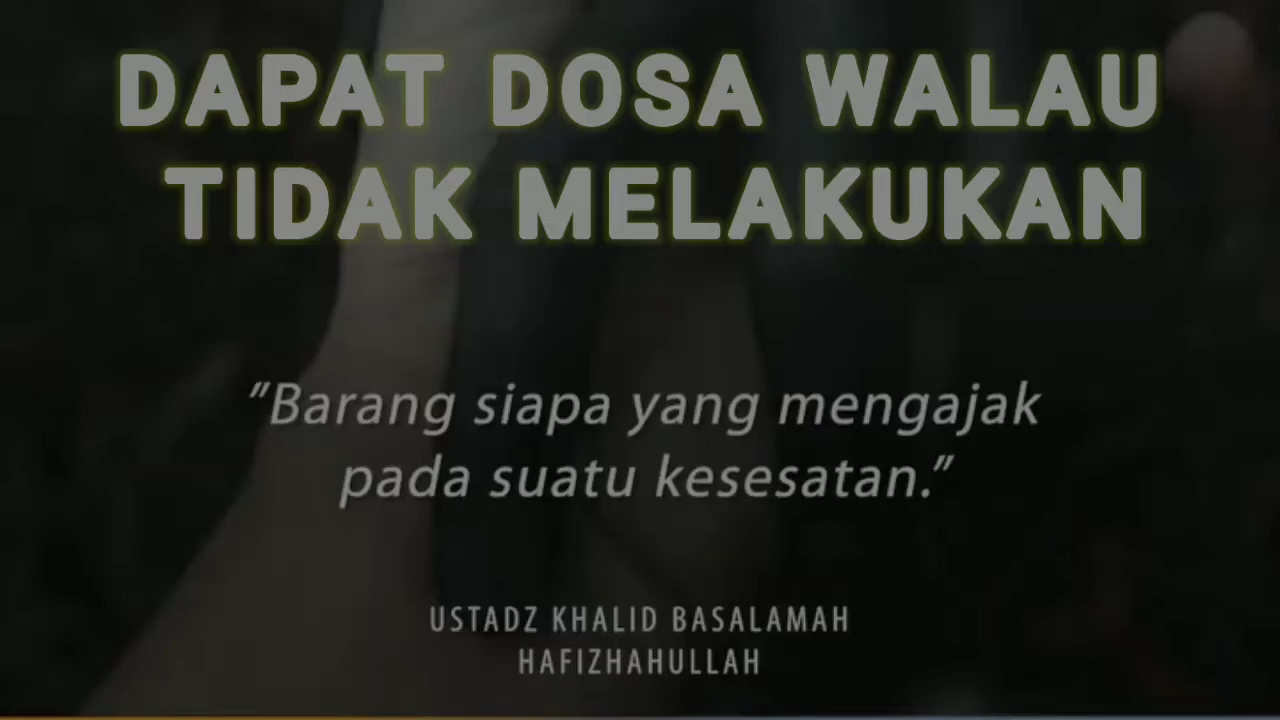 DAPAT DOSA WALAU
TIDAK MELAKUKAN
"Barang siapa yang mengajak
pada suatu kesesatan."
USTADZ KHALID BASALAMAH
HAFIZHAHULLAH